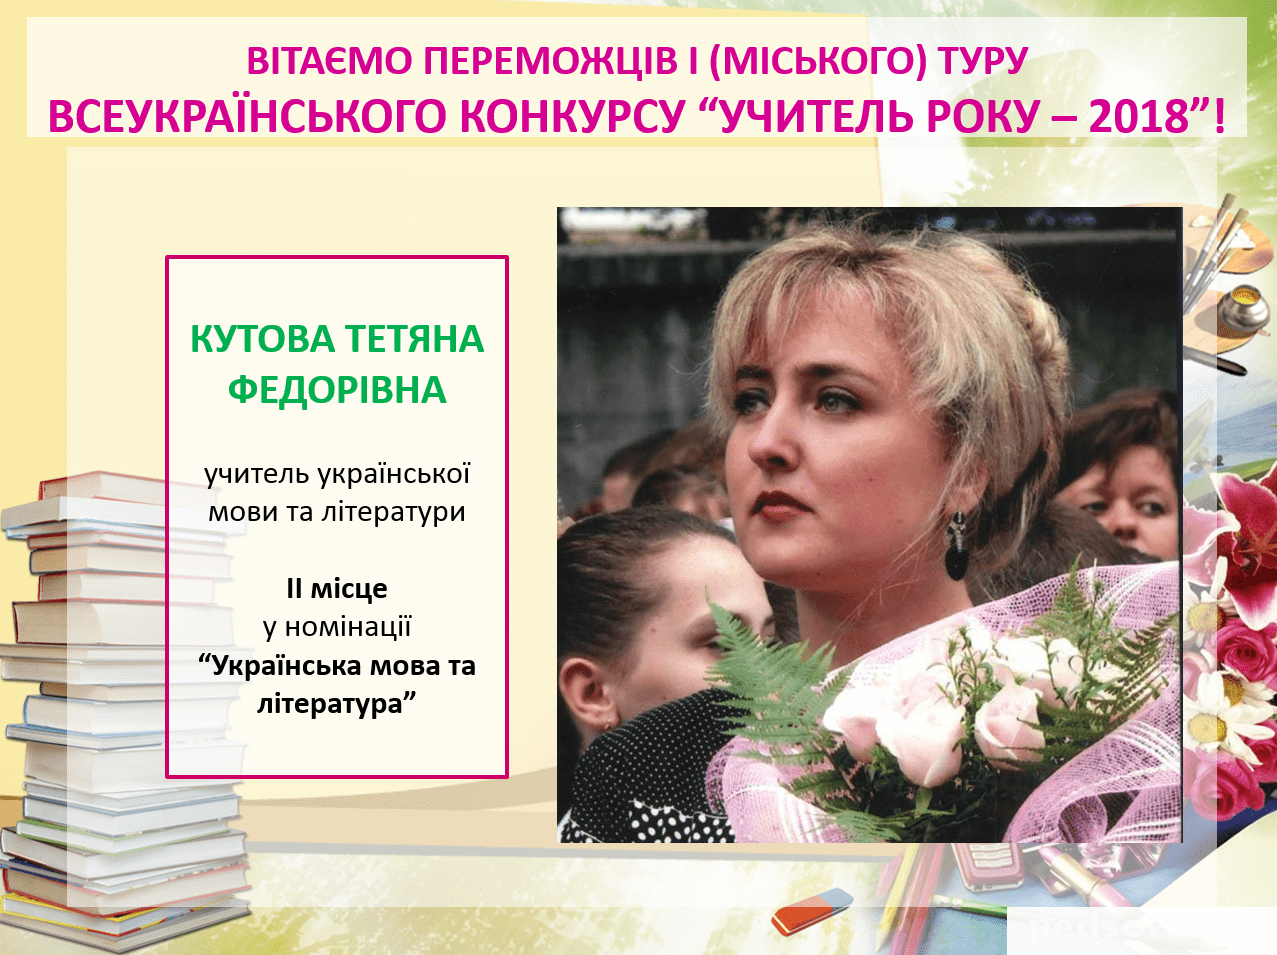 ВІТАЄМО ПЕРЕМОЖЦІВ І (МІСЬКОГО) ТУРУ
ВСЕУКРАЇНСЬКОГО КОНКУРСУ “УЧИТЕЛЬ РОКУ – 2018”!
КУТОВА ТЕТЯНА
ФЕДОРІВНА
учитель української
мови та літератури
ІІ місце
у номінації
“Українська мова та
література”